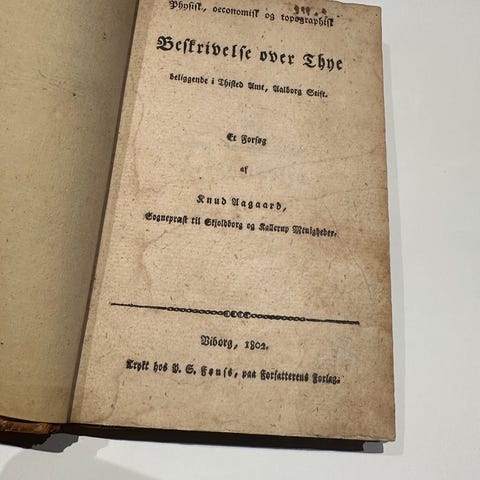 Physisk, oeconomisk og topographisk
Beskrivelse over Thye
beliggende i Thisted Amt, Aalborg Stift.
Et Forsøg
af
Knud Aagaard,
Sognepræst til Skjoldborg og Kallerup Menigheder.
Viborg, 1802.
Trykt hos P. S. Fønss, paa Forfatterens Forlag.